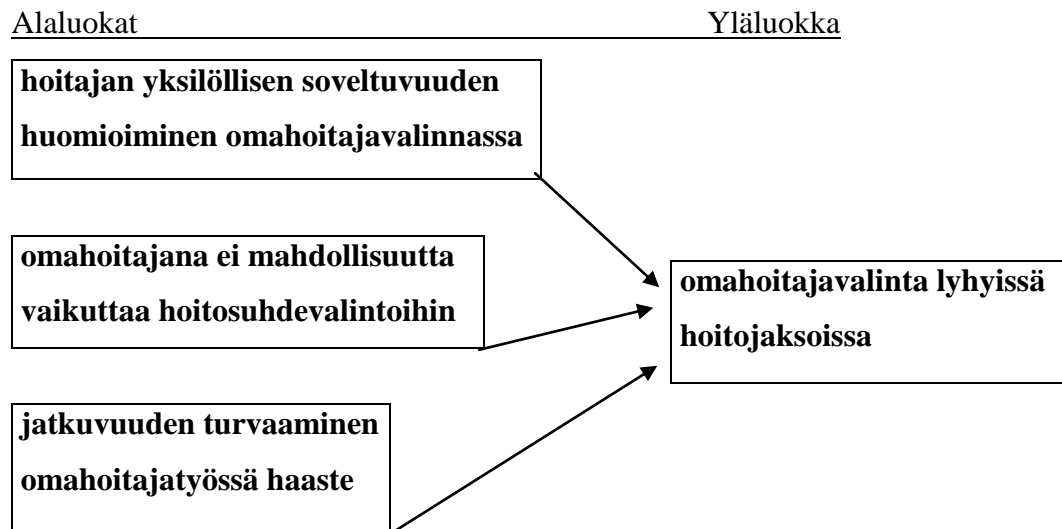 Alaluokat Yläluokka
hoitajan yksilöllisen soveltuvuuden
huomioiminen omahoitajavalinnassa
omahoitajana ei mahdollisuutta
vaikuttaa hoitosuhdevalintoihin
omahoitajavalinta lyhyissä
hoitojaksoissa
jatkuvuuden turvaaminen
omahoitajatyössä haaste